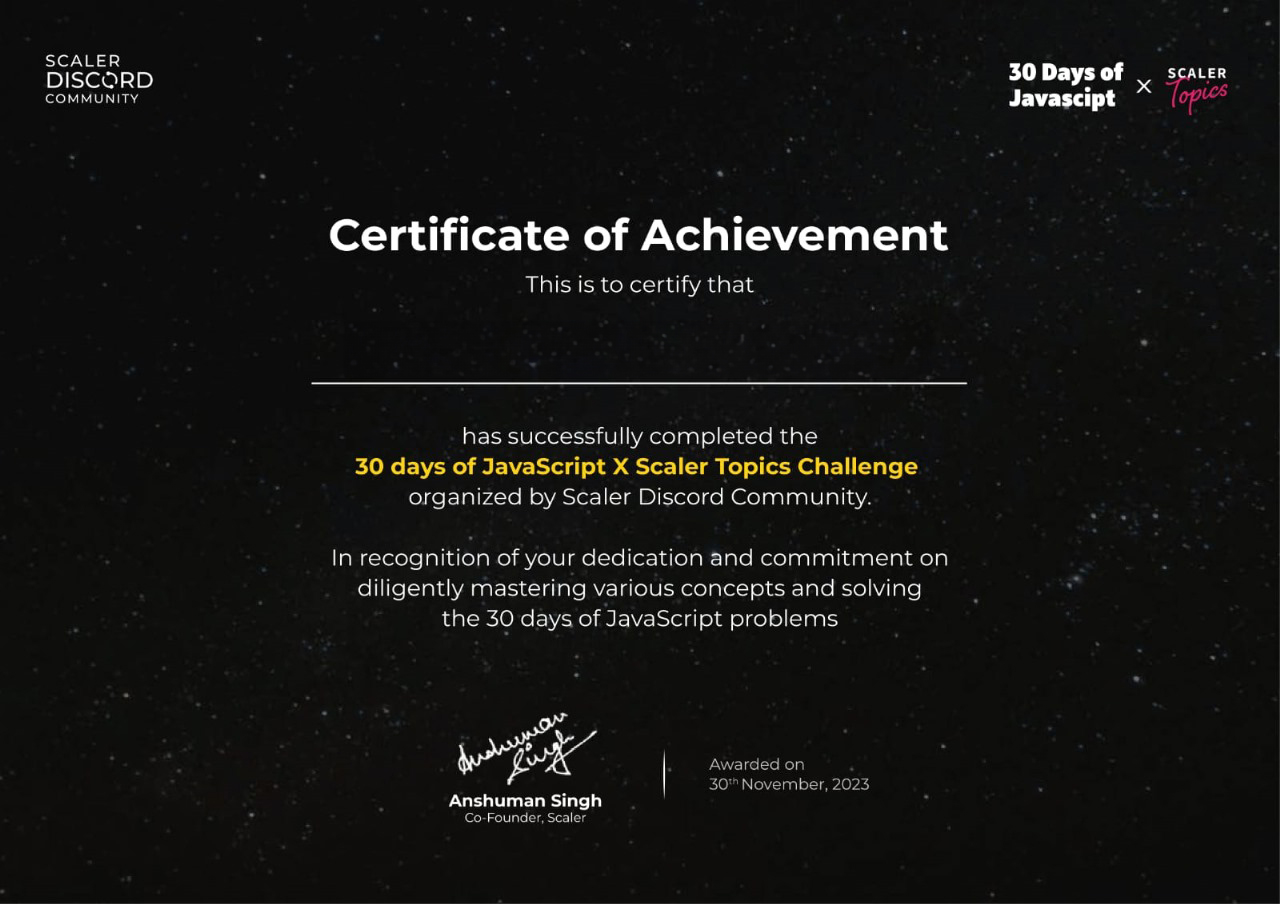 SCALER
DISCORD
COMMUNITY
30 Days of
Javascipt
X
SCALER
Topics
Certificate of Achievement
This is to certify that
has successfully completed the
30 days of JavaScript X Scaler Topics Challenge
organized by Scaler Discord Community.
In recognition of your dedication and commitment on
diligently mastering various concepts and solving
the 30 days of JavaScript problems
Anshuman
Singh
Anshuman Singh
Co-Founder, Scaler
Awarded on
30th November, 2023